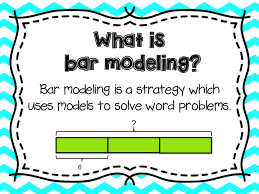 What is
bar modeling?
Bar modeling is a strategy which
uses models to solve word problems.
?
6